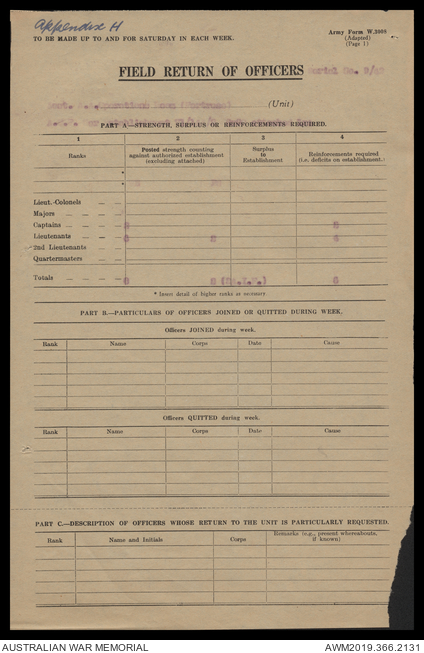 Appendix H
TO BE MADE UP TO AND FOR SATURDAY IN EACH WEEK.
Army Form W.3008
(Adapted)
(Page 1)
FIELD RETURN OF OFFICERS
Serial No.
(Unit)
PART A—STRENGTH, SURPLUS OR REINFORCEMENTS REQUIRED.
1 2 3 4
Ranks
Posted strength counting
against authorized establishment
(excluding attached)
Surplus
to
Establishment
Reinforcements required
(i.e. deficits on establishment.)
*
*
Lieut.-Colonels
Majors
Captains
Lieutenants
2nd Lieutenants
Quartermasters
Totals
* Insert detail of higher ranks as necessary.
PART B.—PARTICULARS OF OFFICERS JOINED OR QUITTED DURING WEEK.
Officers JOINED during week.
Rank Name Corps Date Cause
Officers QUITTED during week.
Rank Name Corps Date Cause
PART C.—DESCRIPTION OF OFFICERS WHOSE RETURN TO THE UNIT IS PARTICULARLY REQUESTED.
Rank Name and Initials Corps Remarks (e.g., present whereabouts,
if known)
AUSTRALIAN WAR MEMORIAL AWM2019.366.2131